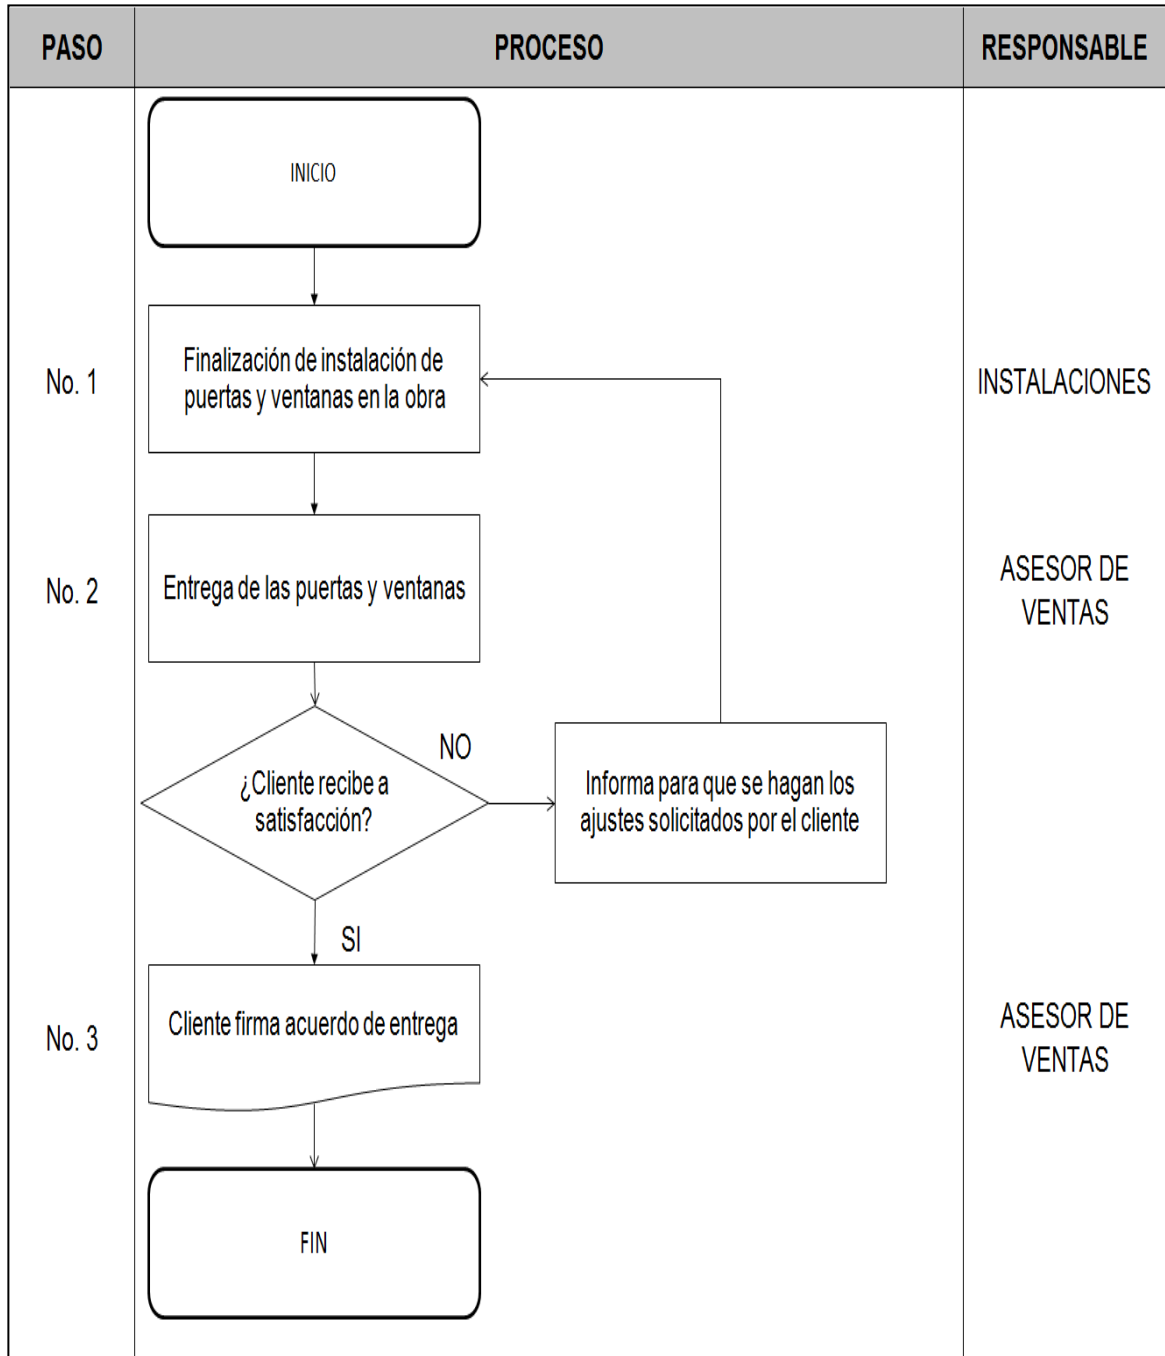 PASO
PROCESO
RESPONSABLE
INICIO
No. 1
Finalización de instalación de
puertas y ventanas en la obra
INSTALACIONES
No. 2
Entrega de las puertas y ventanas
ASESOR DE
VENTAS
¿Cliente recibe a
satisfacción?
NO
Informa para que se hagan los
ajustes solicitados por el cliente
SI
No. 3
Cliente firma acuerdo de entrega
ASESOR DE
VENTAS
FIN